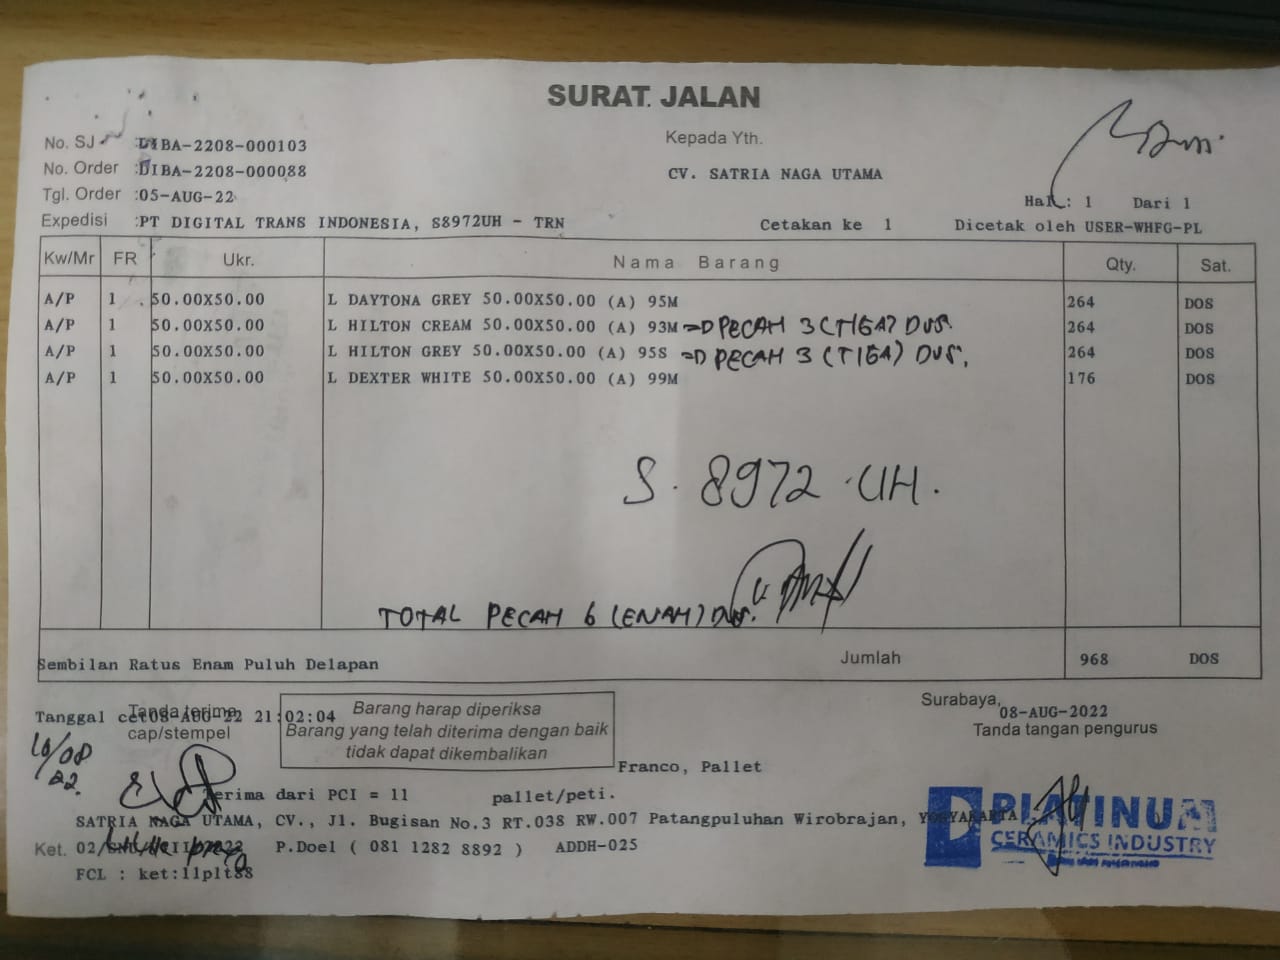 SURAT JALAN
No. SJ :DIBA-2208-000103
Kepada Yth.
No. Order :DIBA-2208-000088
CV. SATRIA NAGA UTAMA
Tgl. Order :05-AUG-22
Hal. : 1 Dari 1
Expedisi :PT DIGITAL TRANS INDONESIA, S8972UH - TRN
Cetakan ke 1 Dicetak oleh USER-WHFG-PL
Kw/Mr FR Ukr. Nama Barang Qty. Sat.
A/P 1 50.00X50.00 L DAYTONA GREY 50.00X50.00 (A) 95M 264 DOS
A/P 1 50.00X50.00 L HILTON CREAM 50.00X50.00 (A) 93M => PECAH 3 (TIGA) DUS. 264 DOS
A/P 1 50.00X50.00 L HILTON GREY 50.00X50.00 (A) 95S => PECAH 3 (TIGA) DUS. 264 DOS
A/P 1 50.00X50.00 L DEXTER WHITE 50.00X50.00 (A) 99M 176 DOS
S. 8972 .UH.
TOTAL PECAH 6 (ENAM) DUS.
Sembilan Ratus Enam Puluh Delapan Jumlah 968 DOS
Tanggal cet08-AUG-22 21:02:04
Tanda terima
cap/stempel
10/08
22.
Barang harap diperiksa
Barang yang telah diterima dengan baik
tidak dapat dikembalikan
Surabaya, 08-AUG-2022
Tanda tangan pengurus
Franco, Pallet
Terima dari PCI = 11 pallet/peti.
SATRIA NAGA UTAMA, CV., Jl. Bugisan No.3 RT.038 RW.007 Patangpuluhan Wirobrajan, YOGYAKARTA
Ket. P.Doel ( 081 1282 8892 ) ADDH-025
FCL : ket:11plt88
PLATINUM
CERAMICS INDUSTRY